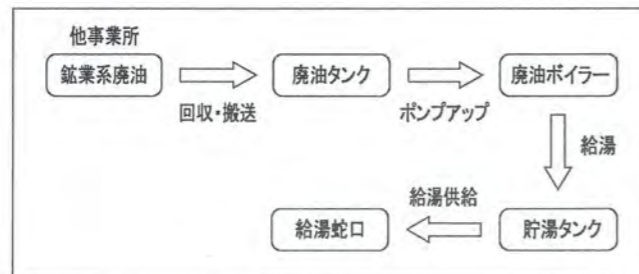 他事業所
鉱業系廃油
回収・搬送
廃油タンク
ポンプアップ
廃油ボイラー
給湯
貯湯タンク
給湯供給
給湯蛇口